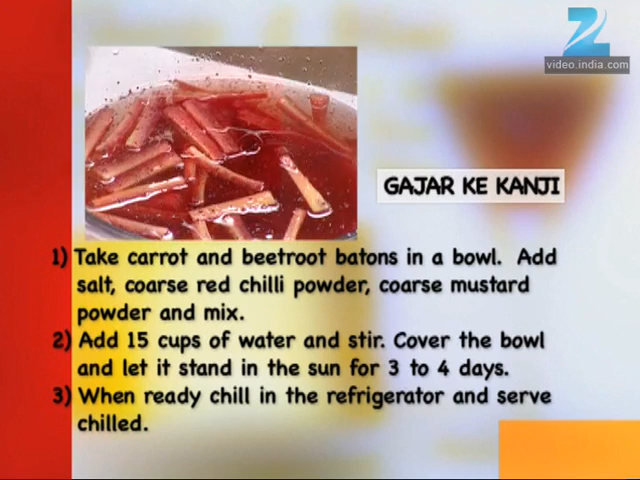 video.india.com
GAJAR KE KANJI
1) Take carrot and beetroot batons in a bowl. Add
salt, coarse red chilli powder, coarse mustard
powder and mix.
2) Add 15 cups of water and stir. Cover the bowl
and let it stand in the sun for 3 to 4 days.
3) When ready chill in the refrigerator and serve
chilled.